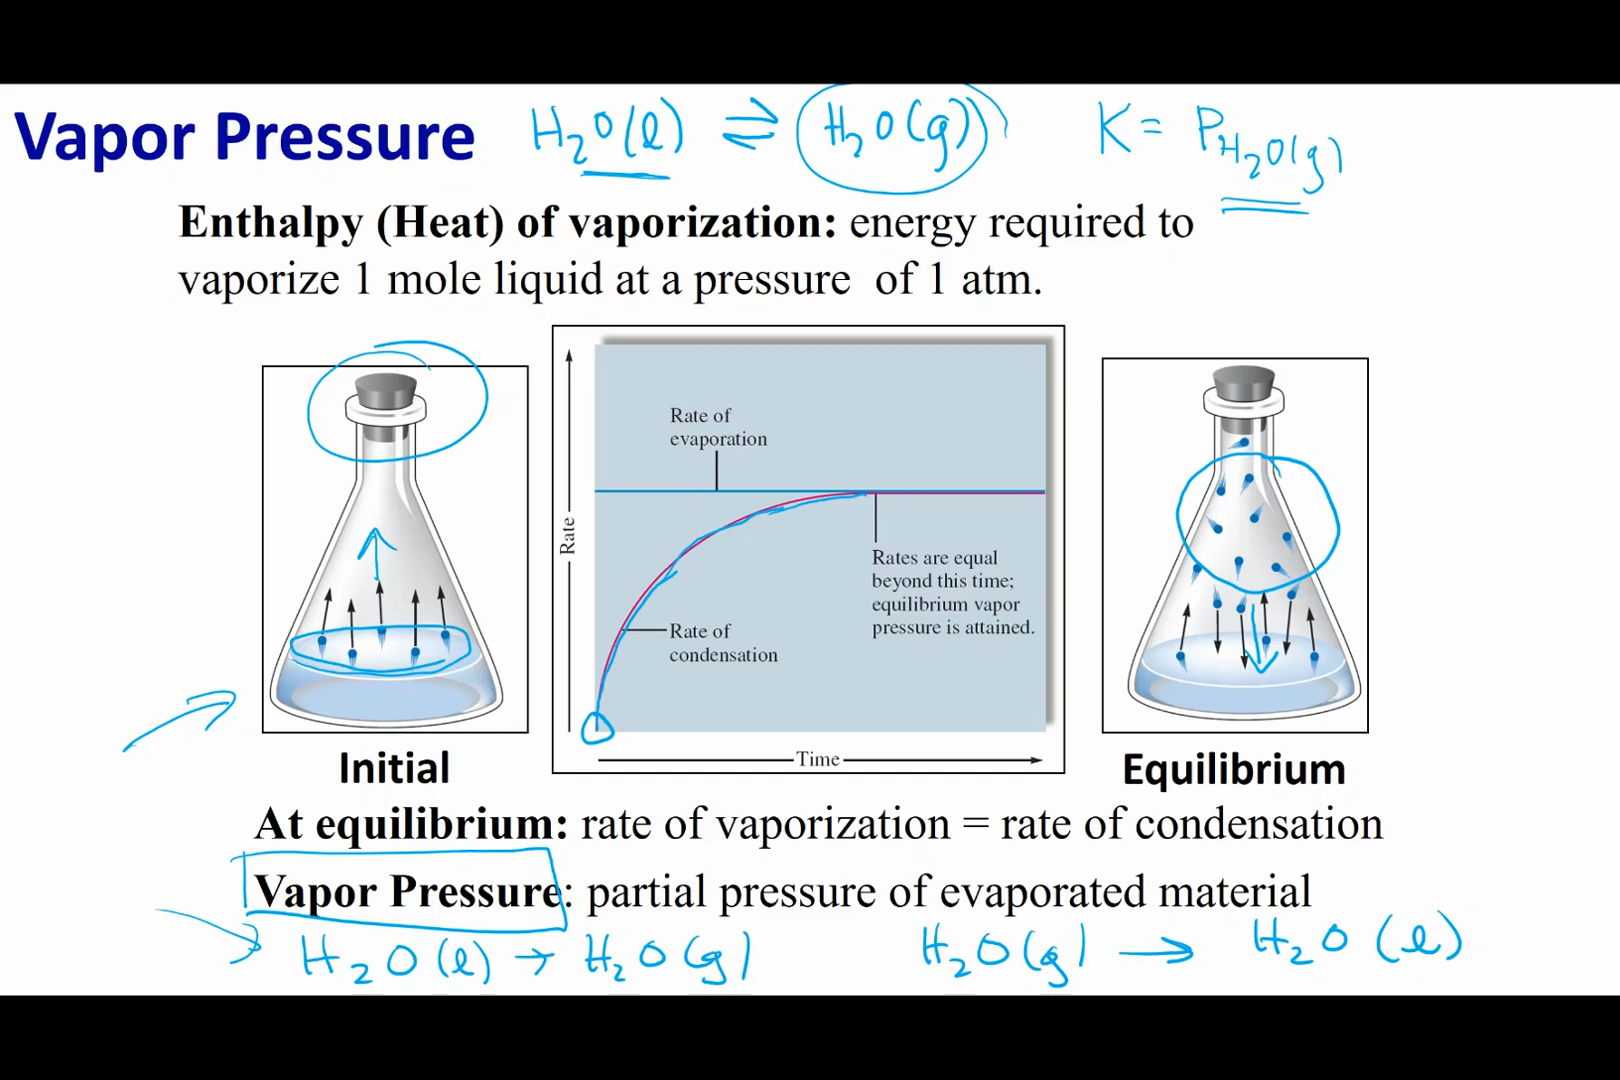 Vapor Pressure H₂O(l) ⇌ H₂O(g) K = P_H₂O(g)
Enthalpy (Heat) of vaporization: energy required to
vaporize 1 mole liquid at a pressure of 1 atm.
Rate of
evaporation
Rate
Rates are equal
beyond this time;
equilibrium vapor
pressure is attained.
Rate of
condensation
Time
Initial
Equilibrium
At equilibrium: rate of vaporization = rate of condensation
Vapor Pressure: partial pressure of evaporated material
H₂O(l) → H₂O(g) H₂O(g) → H₂O(l)